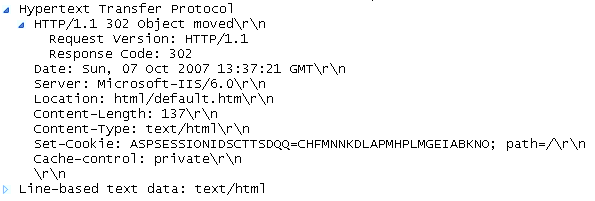 Hypertext Transfer Protocol
HTTP/1.1 302 Object moved\r\n
Request Version: HTTP/1.1
Response Code: 302
Date: Sun, 07 Oct 2007 13:37:21 GMT\r\n
Server: Microsoft-IIS/6.0\r\n
Location: html/default.htm\r\n
Content-Length: 137\r\n
Content-Type: text/html\r\n
Set-Cookie: ASPSESSIONIDSCTTSDQQ=CHFMNNKDLAPMHPLMGEIABKNO; path=/\r\n
Cache-control: private\r\n
\r\n
Line-based text data: text/html